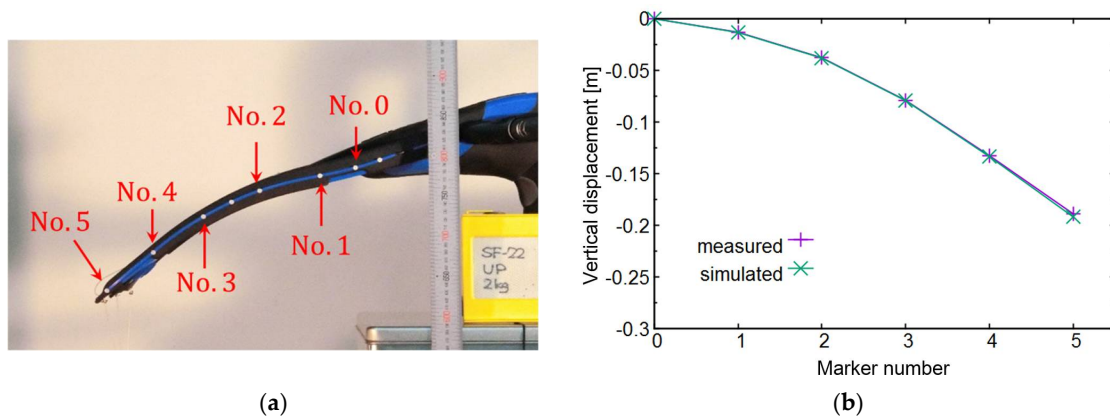 No. 0
No. 2
No. 4
No. 5
No. 1
No. 3
SF-22
UP
2kg
(a)
0
-0.05
-0.1
-0.15
-0.2
-0.25
-0.3
Vertical displacement [m]
measured
simulated
0 1 2 3 4 5
Marker number
(b)